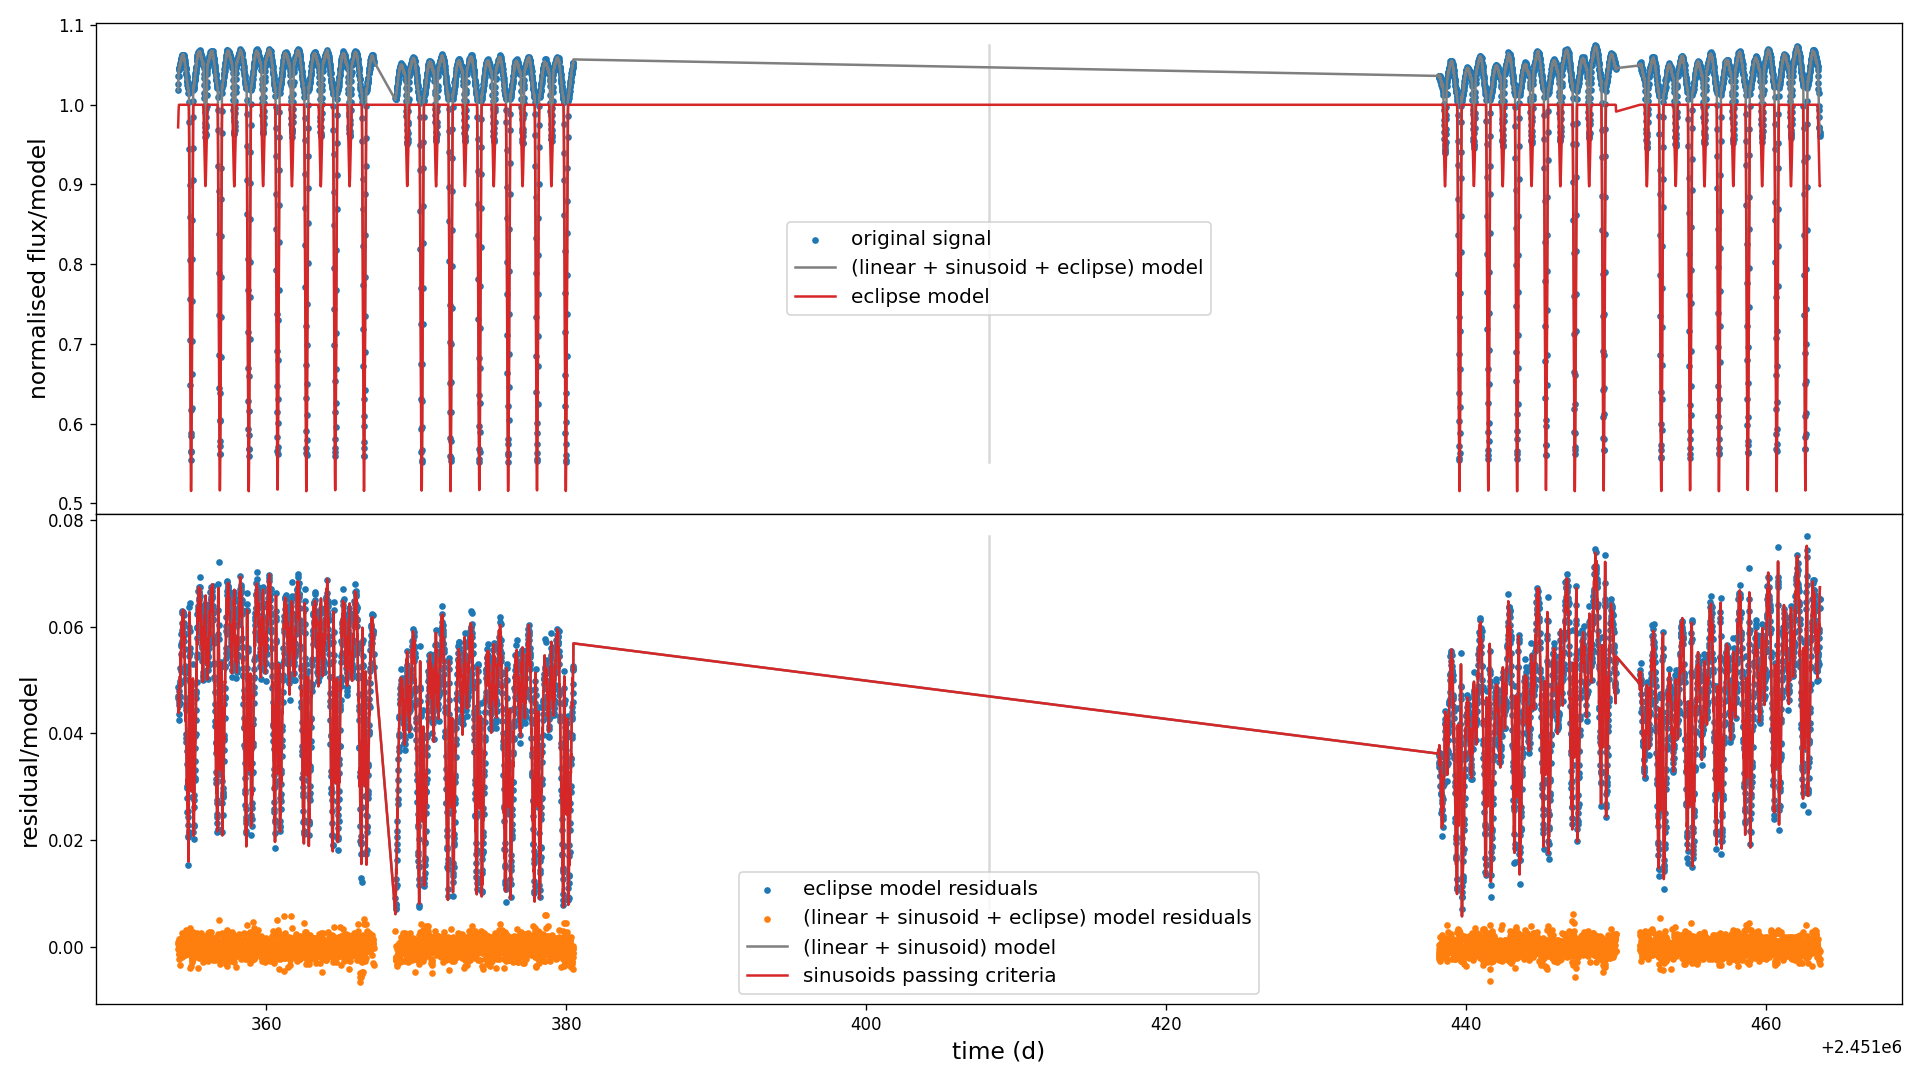 1.1
1.0
0.9
0.8
0.7
0.6
0.5
normalised flux/model
original signal
(linear + sinusoid + eclipse) model
eclipse model
0.08
0.06
0.04
0.02
0.00
residual/model
eclipse model residuals
(linear + sinusoid + eclipse) model residuals
(linear + sinusoid) model
sinusoids passing criteria
360 380 400 420 440 460
time (d)
+2.451e6